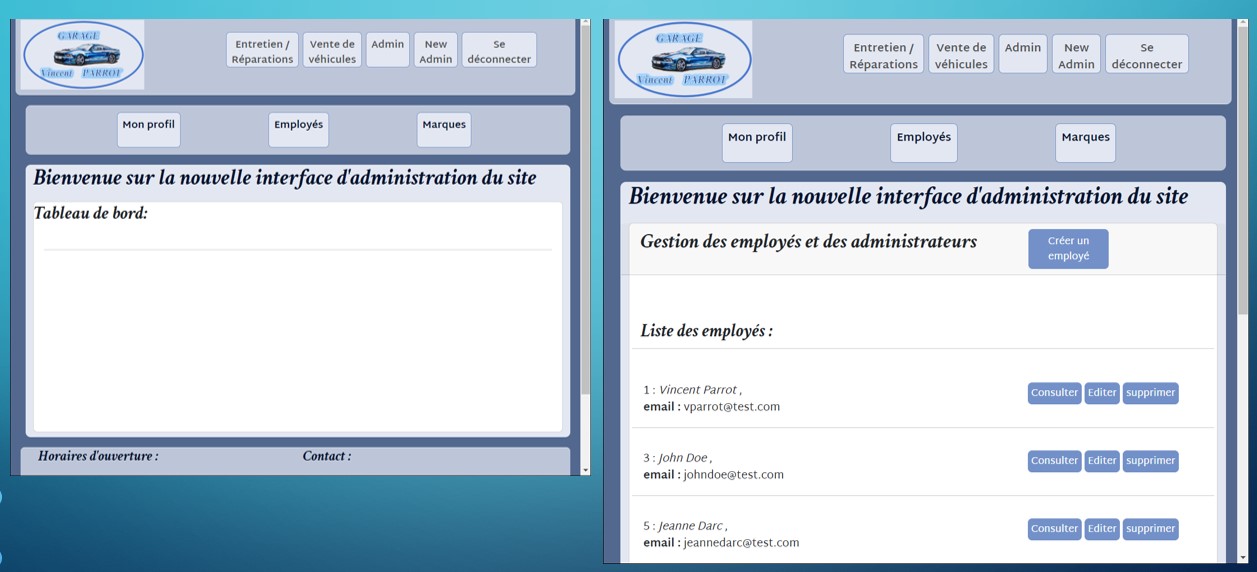 GARAGE
Vincent PARROT
Entretien /
Réparations
Vente de
véhicules
Admin
New
Admin
Se
déconnecter
Mon profil
Employés
Marques
Bienvenue sur la nouvelle interface d'administration du site
Tableau de bord:
Horaires d'ouverture :
Contact :
GARAGE
Vincent PARROT
Entretien /
Réparations
Vente de
véhicules
Admin
New
Admin
Se
déconnecter
Mon profil
Employés
Marques
Bienvenue sur la nouvelle interface d'administration du site
Gestion des employés et des administrateurs
Créer un
employé
Liste des employés :
1 : Vincent Parrot ,
email : vparrot@test.com
Consulter Editer supprimer
3 : John Doe ,
email : johndoe@test.com
Consulter Editer supprimer
5 : Jeanne Darc ,
email : jeannedarc@test.com
Consulter Editer supprimer